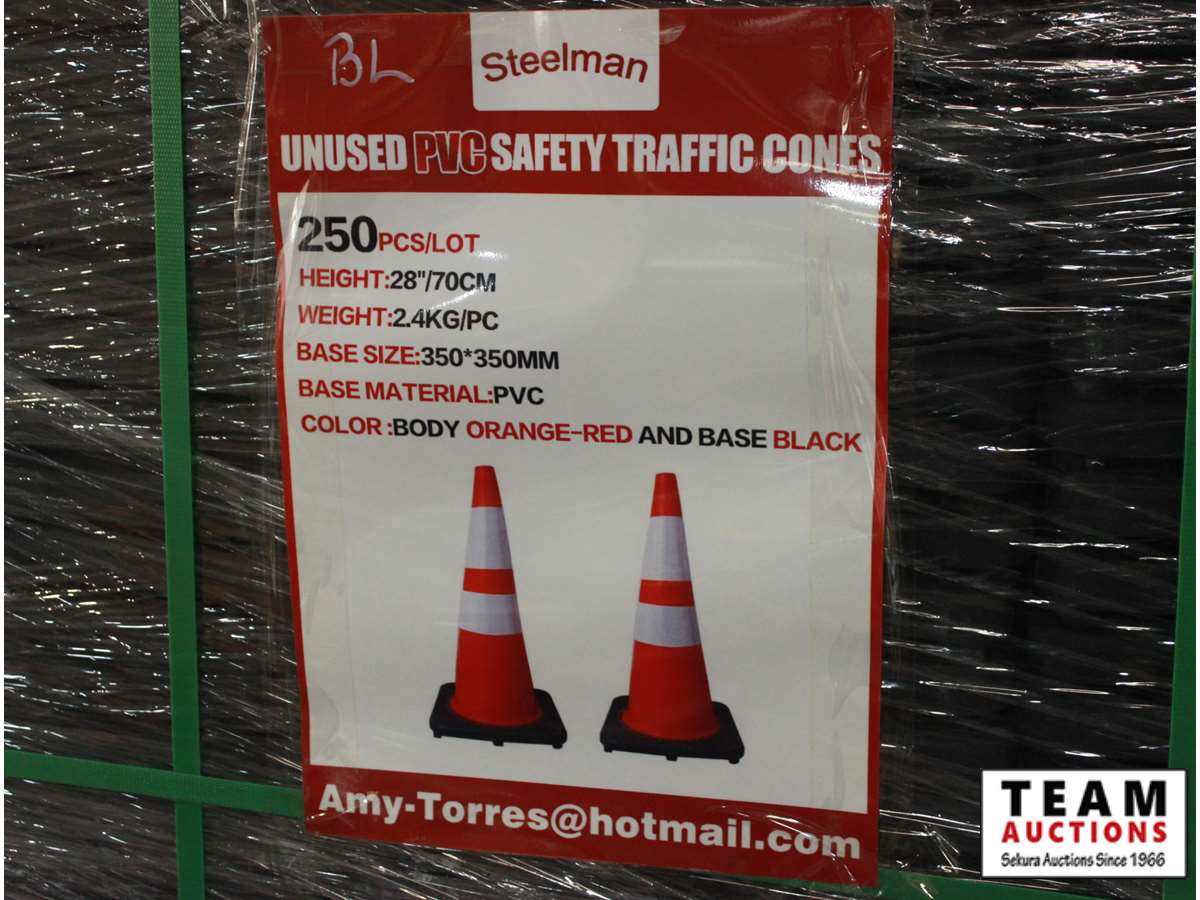 BL
Steelman
UNUSED PVC SAFETY TRAFFIC CONES
250PCS/LOT
HEIGHT:28"/70CM
WEIGHT:2.4KG/PC
BASE SIZE:350*350MM
BASE MATERIAL:PVC
COLOR :BODY ORANGE-RED AND BASE BLACK
Amy-Torres@hotmail.com
TEAM
AUCTIONS
Sekura Auctions Since 1966